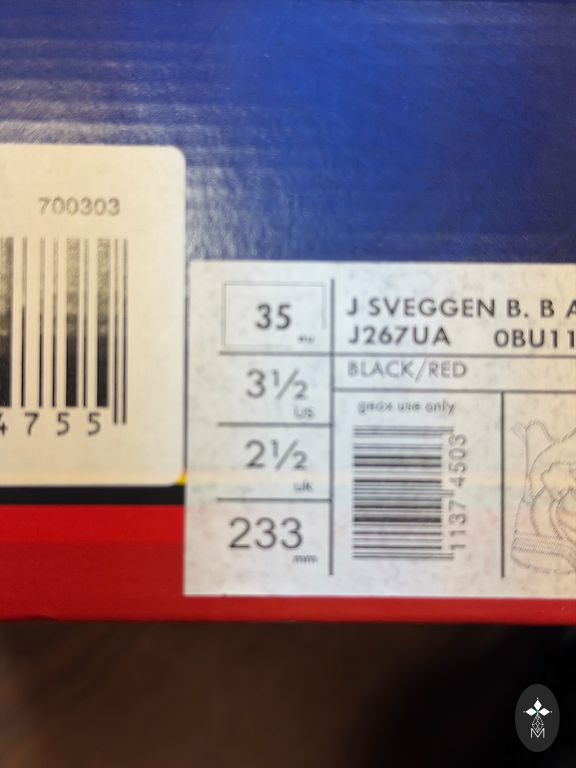 700303
4755
35
eu
3½
US
2½
uk
233
mm
J SVEGGEN B. B A
J267UA 0BU11
BLACK/RED
geox use only
1137 4503
M